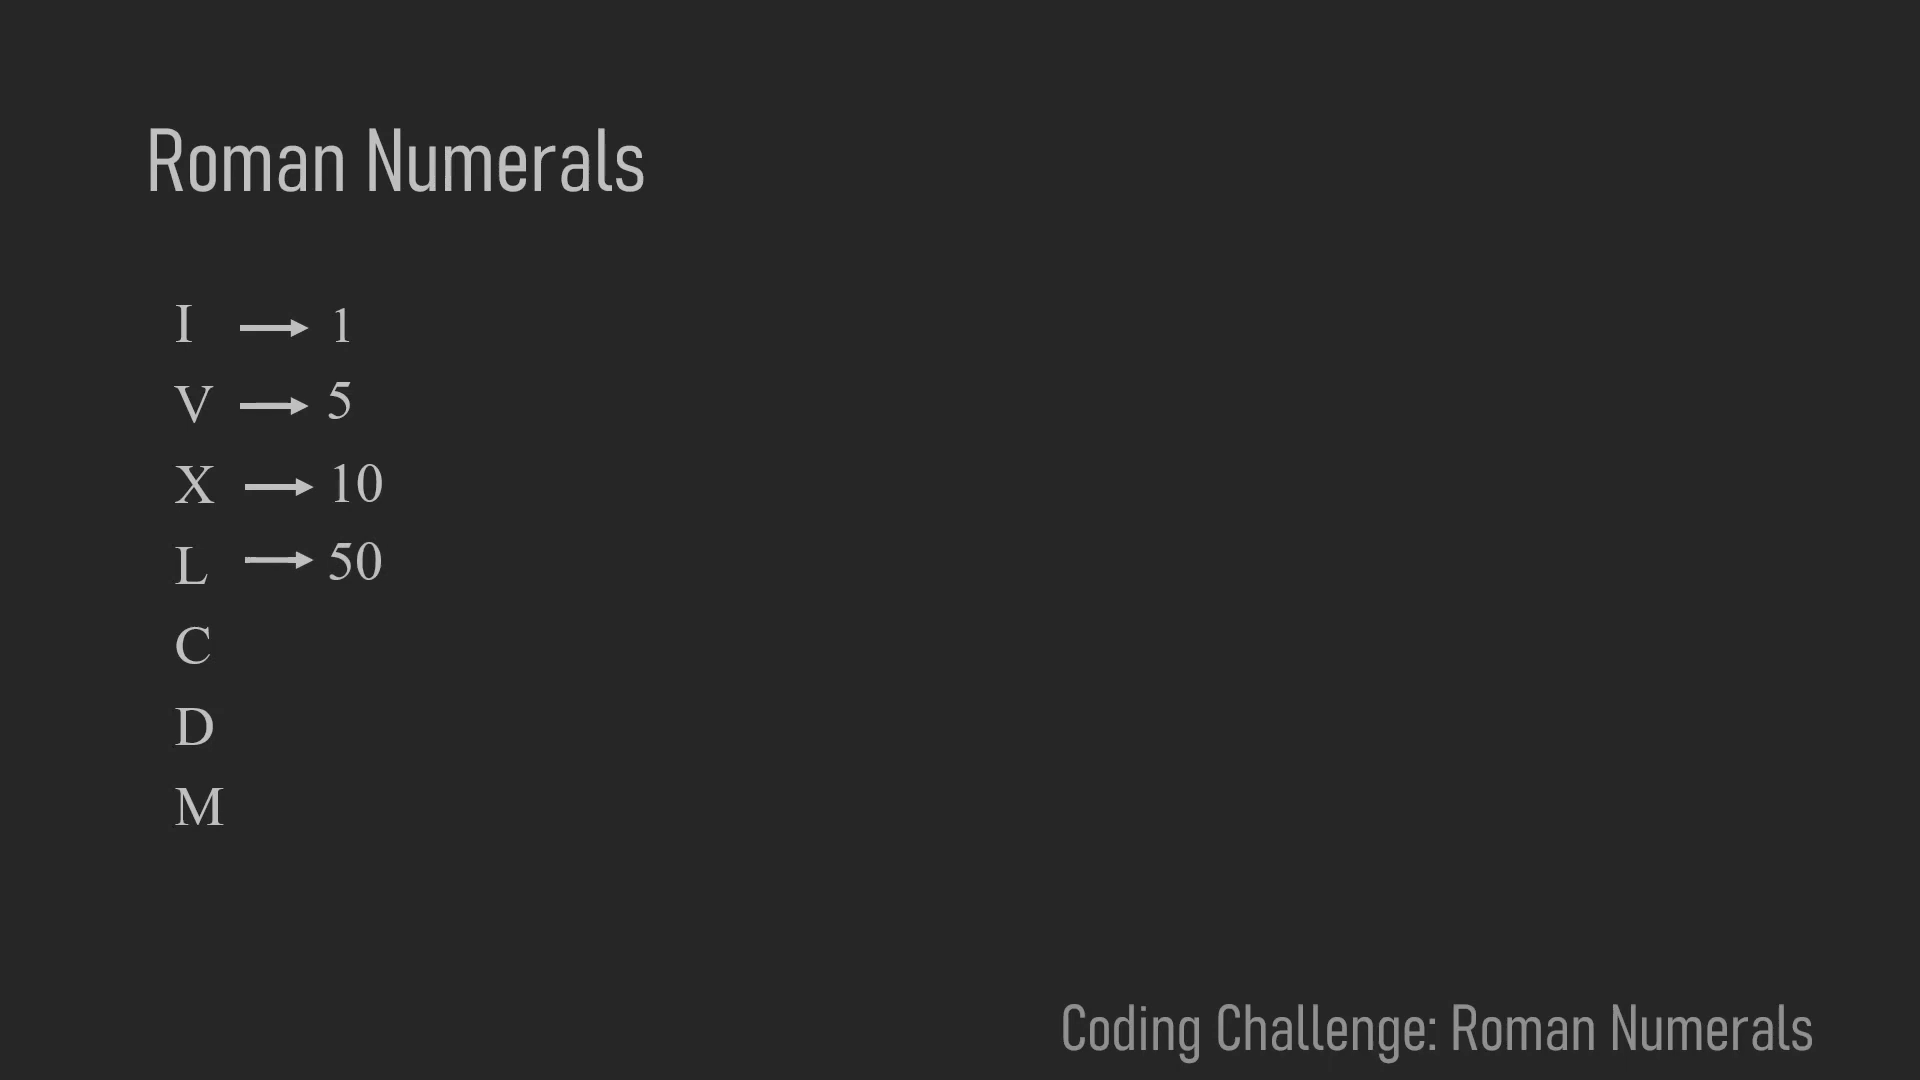 Roman Numerals
I → 1
V → 5
X → 10
L → 50
C
D
M
Coding Challenge: Roman Numerals